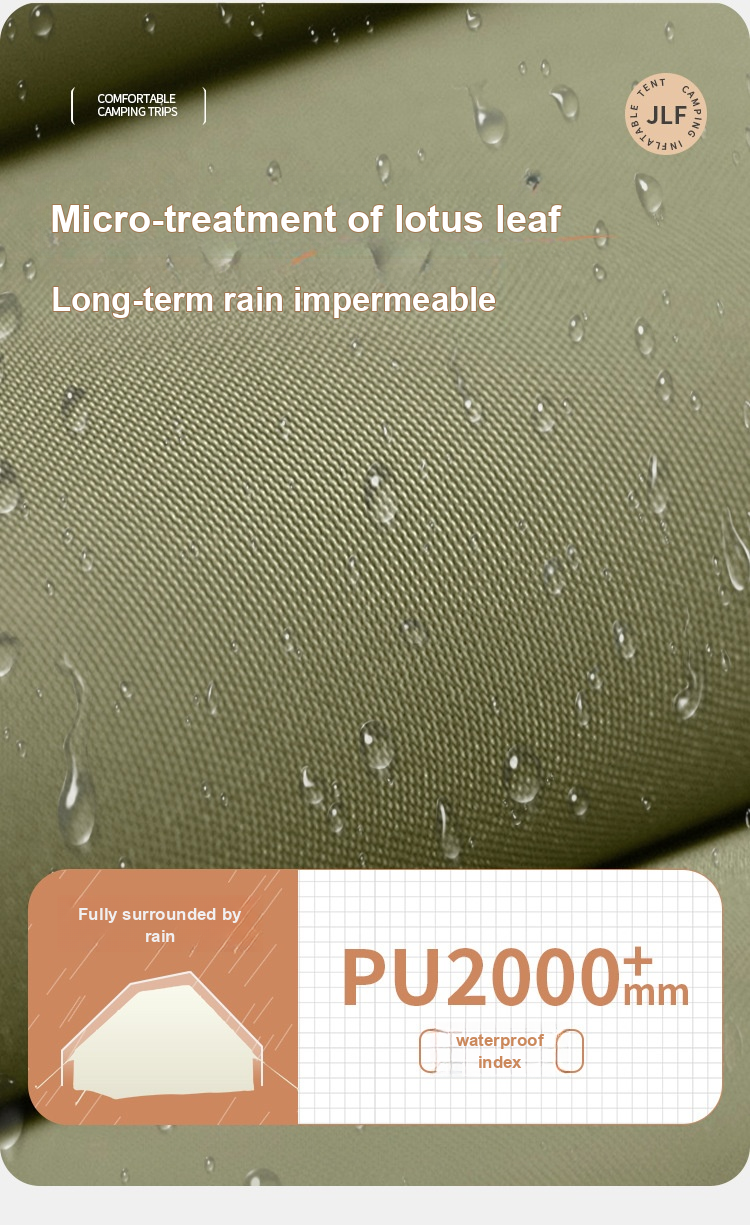 COMFORTABLE
CAMPING TRIPS
TENT CAMPING INFLATABLE
JLF
Micro-treatment of lotus leaf
Long-term rain impermeable
Fully surrounded by
rain
PU2000+
mm
waterproof
index